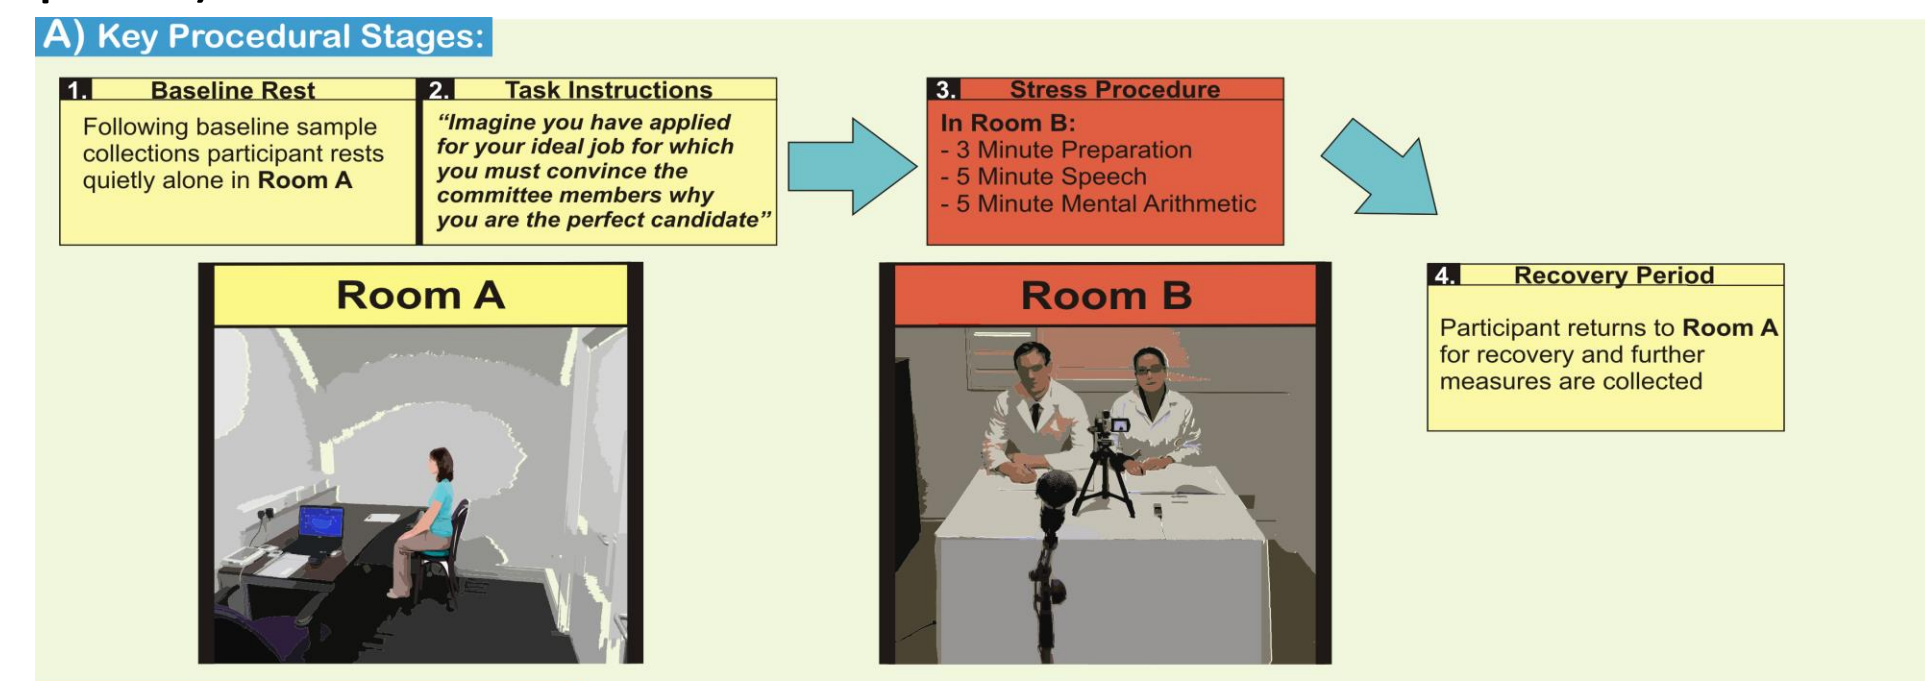 A) Key Procedural Stages:
1. Baseline Rest
Following baseline sample
collections participant rests
quietly alone in Room A
2. Task Instructions
“Imagine you have applied
for your ideal job for which
you must convince the
committee members why
you are the perfect candidate”
3. Stress Procedure
In Room B:
- 3 Minute Preparation
- 5 Minute Speech
- 5 Minute Mental Arithmetic
Room A
Room B
4. Recovery Period
Participant returns to Room A
for recovery and further
measures are collected